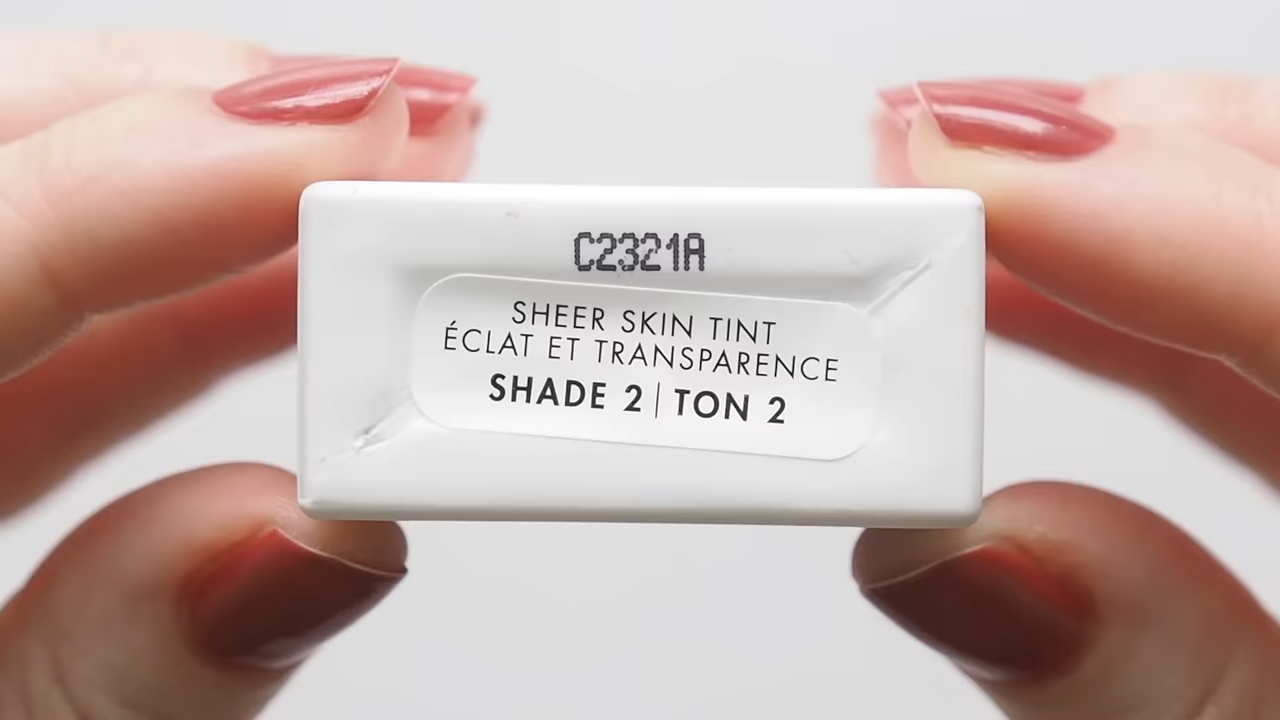 C2321A
SHEER SKIN TINT
ÉCLAT ET TRANSPARENCE
SHADE 2 | TON 2